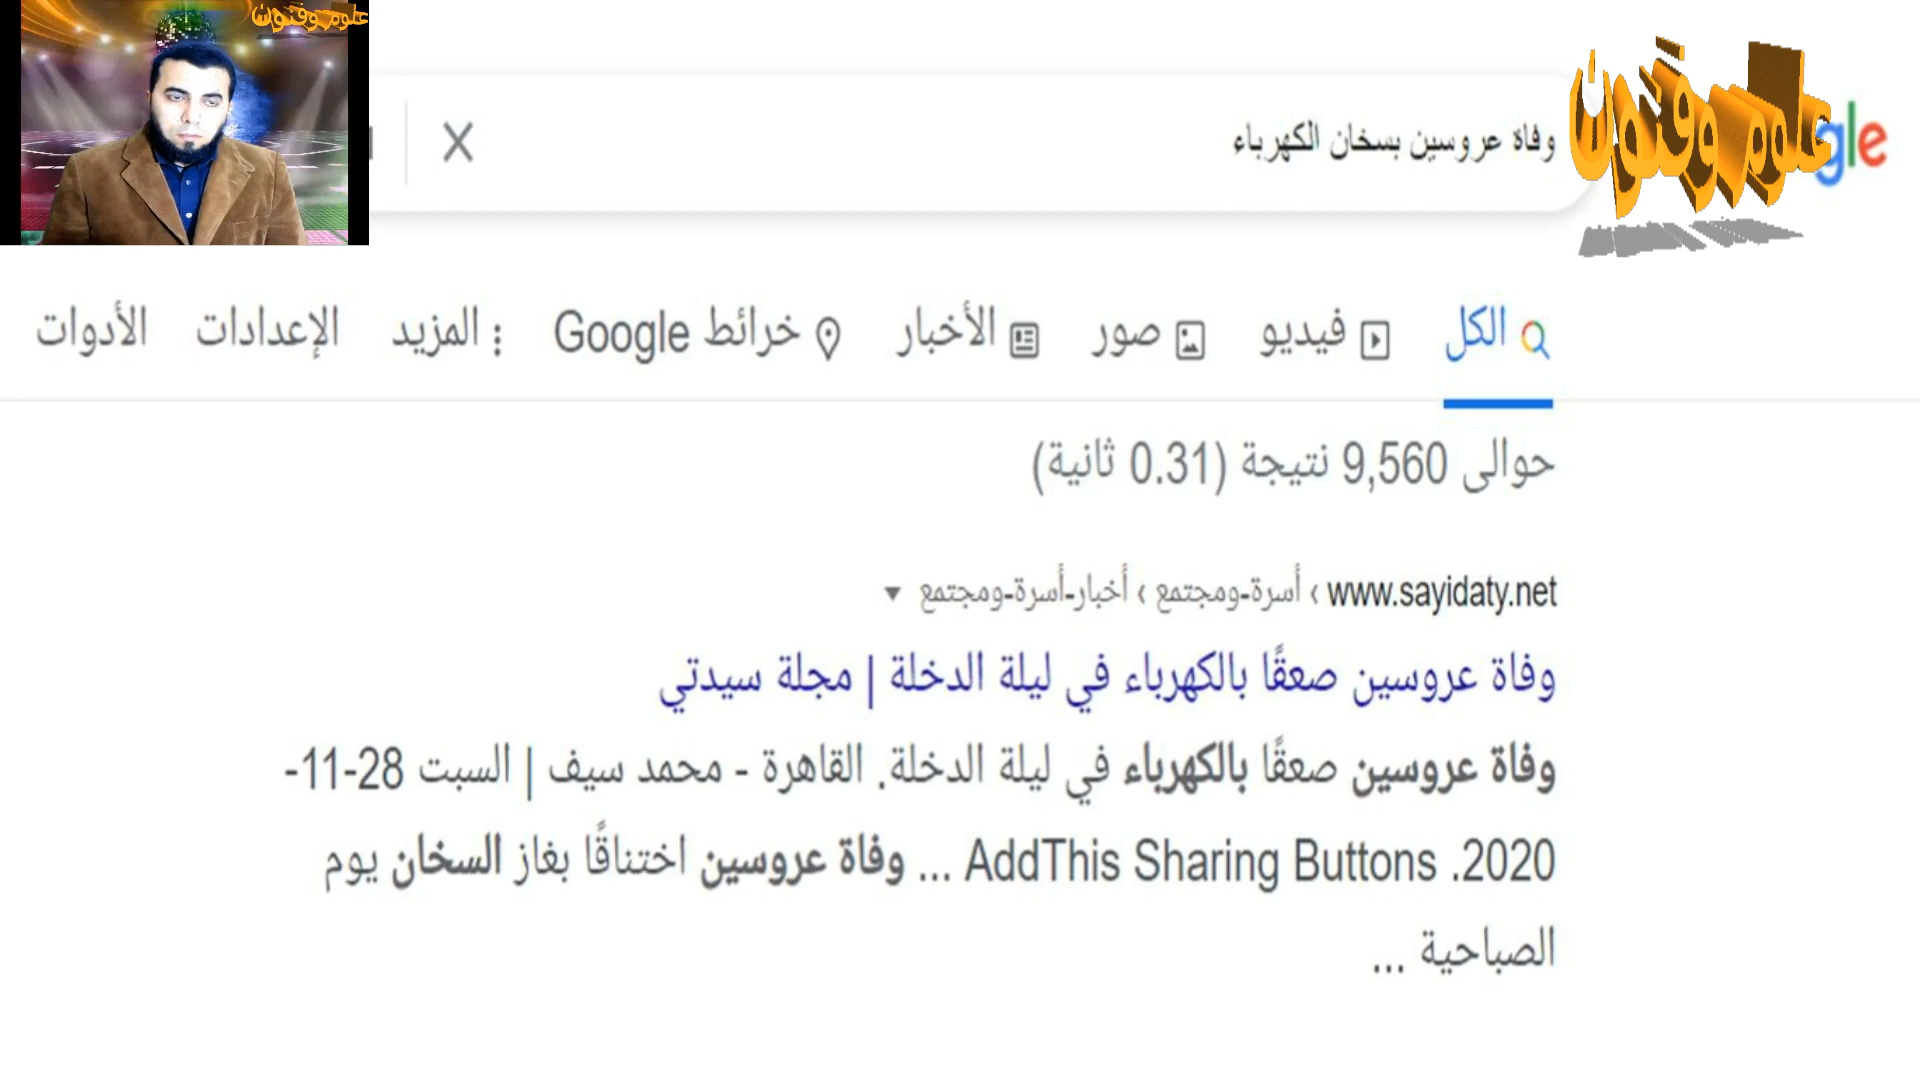 علوم وفنون
علوم وفنون
gle
وفاة عروسين بسخان الكهرباء
الكل فيديو صور الأخبار خرائط Google المزيد الإعدادات الأدوات
حوالى 9,560 نتيجة (0.31 ثانية)
www.sayidaty.net › أسرة-ومجتمع › أخبار-أسرة-ومجتمع
وفاة عروسين صعقًا بالكهرباء في ليلة الدخلة | مجلة سيدتي
وفاة عروسين صعقًا بالكهرباء في ليلة الدخلة. القاهرة - محمد سيف | السبت 28-11-
2020. AddThis Sharing Buttons ... وفاة عروسين اختناقًا بغاز السخان يوم
الصباحية ...